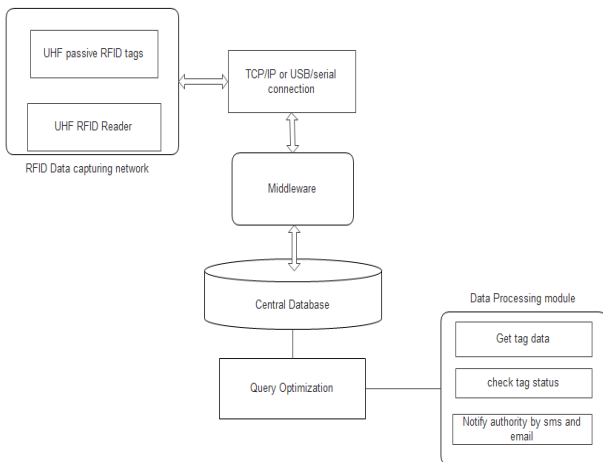 UHF passive RFID tags
UHF RFID Reader
RFID Data capturing network
TCP/IP or USB/serial
connection
Middleware
Central Database
Query Optimization
Data Processing module
Get tag data
check tag status
Notify authority by sms and
email